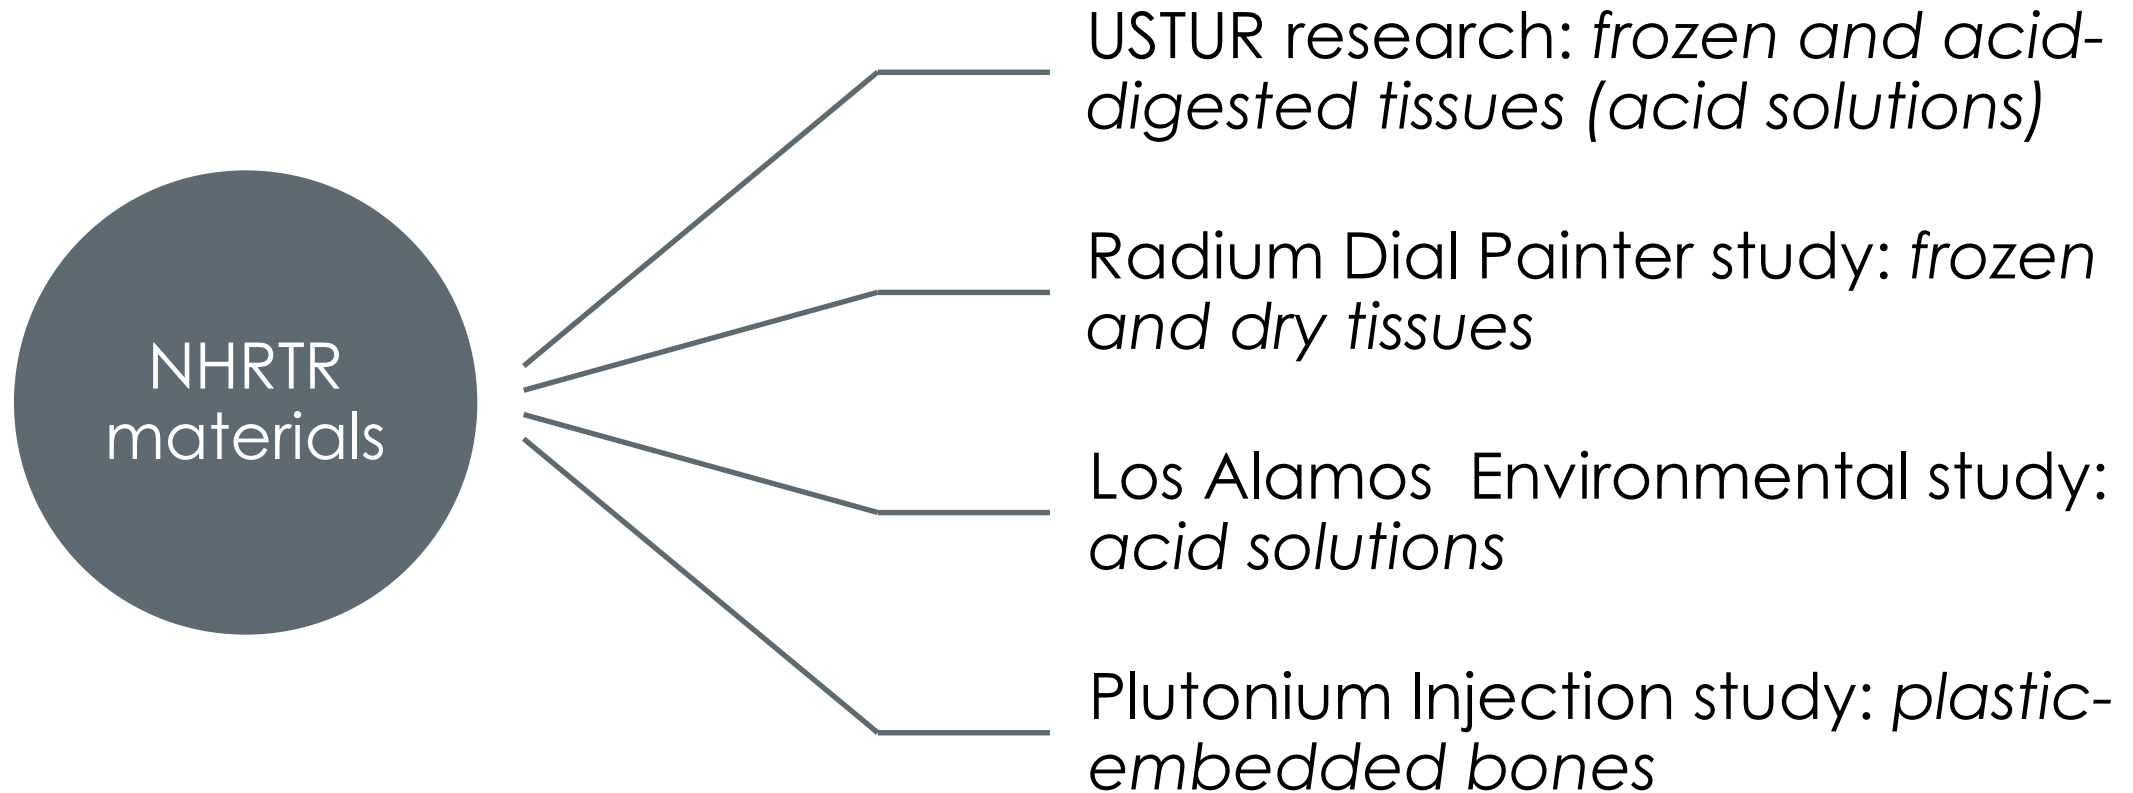 USTUR research: frozen and acid-
digested tissues (acid solutions)
Radium Dial Painter study: frozen
and dry tissues
NHRTR
materials
Los Alamos  Environmental study:
acid solutions
Plutonium Injection study: plastic-
embedded bones